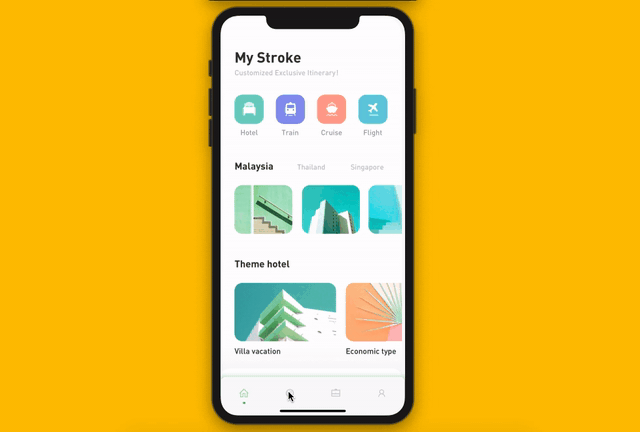 My Stroke
Customized Exclusive Itinerary!
Hotel Train Cruise Flight
Malaysia Thailand Singapore
Theme hotel
Villa vacation Economic type